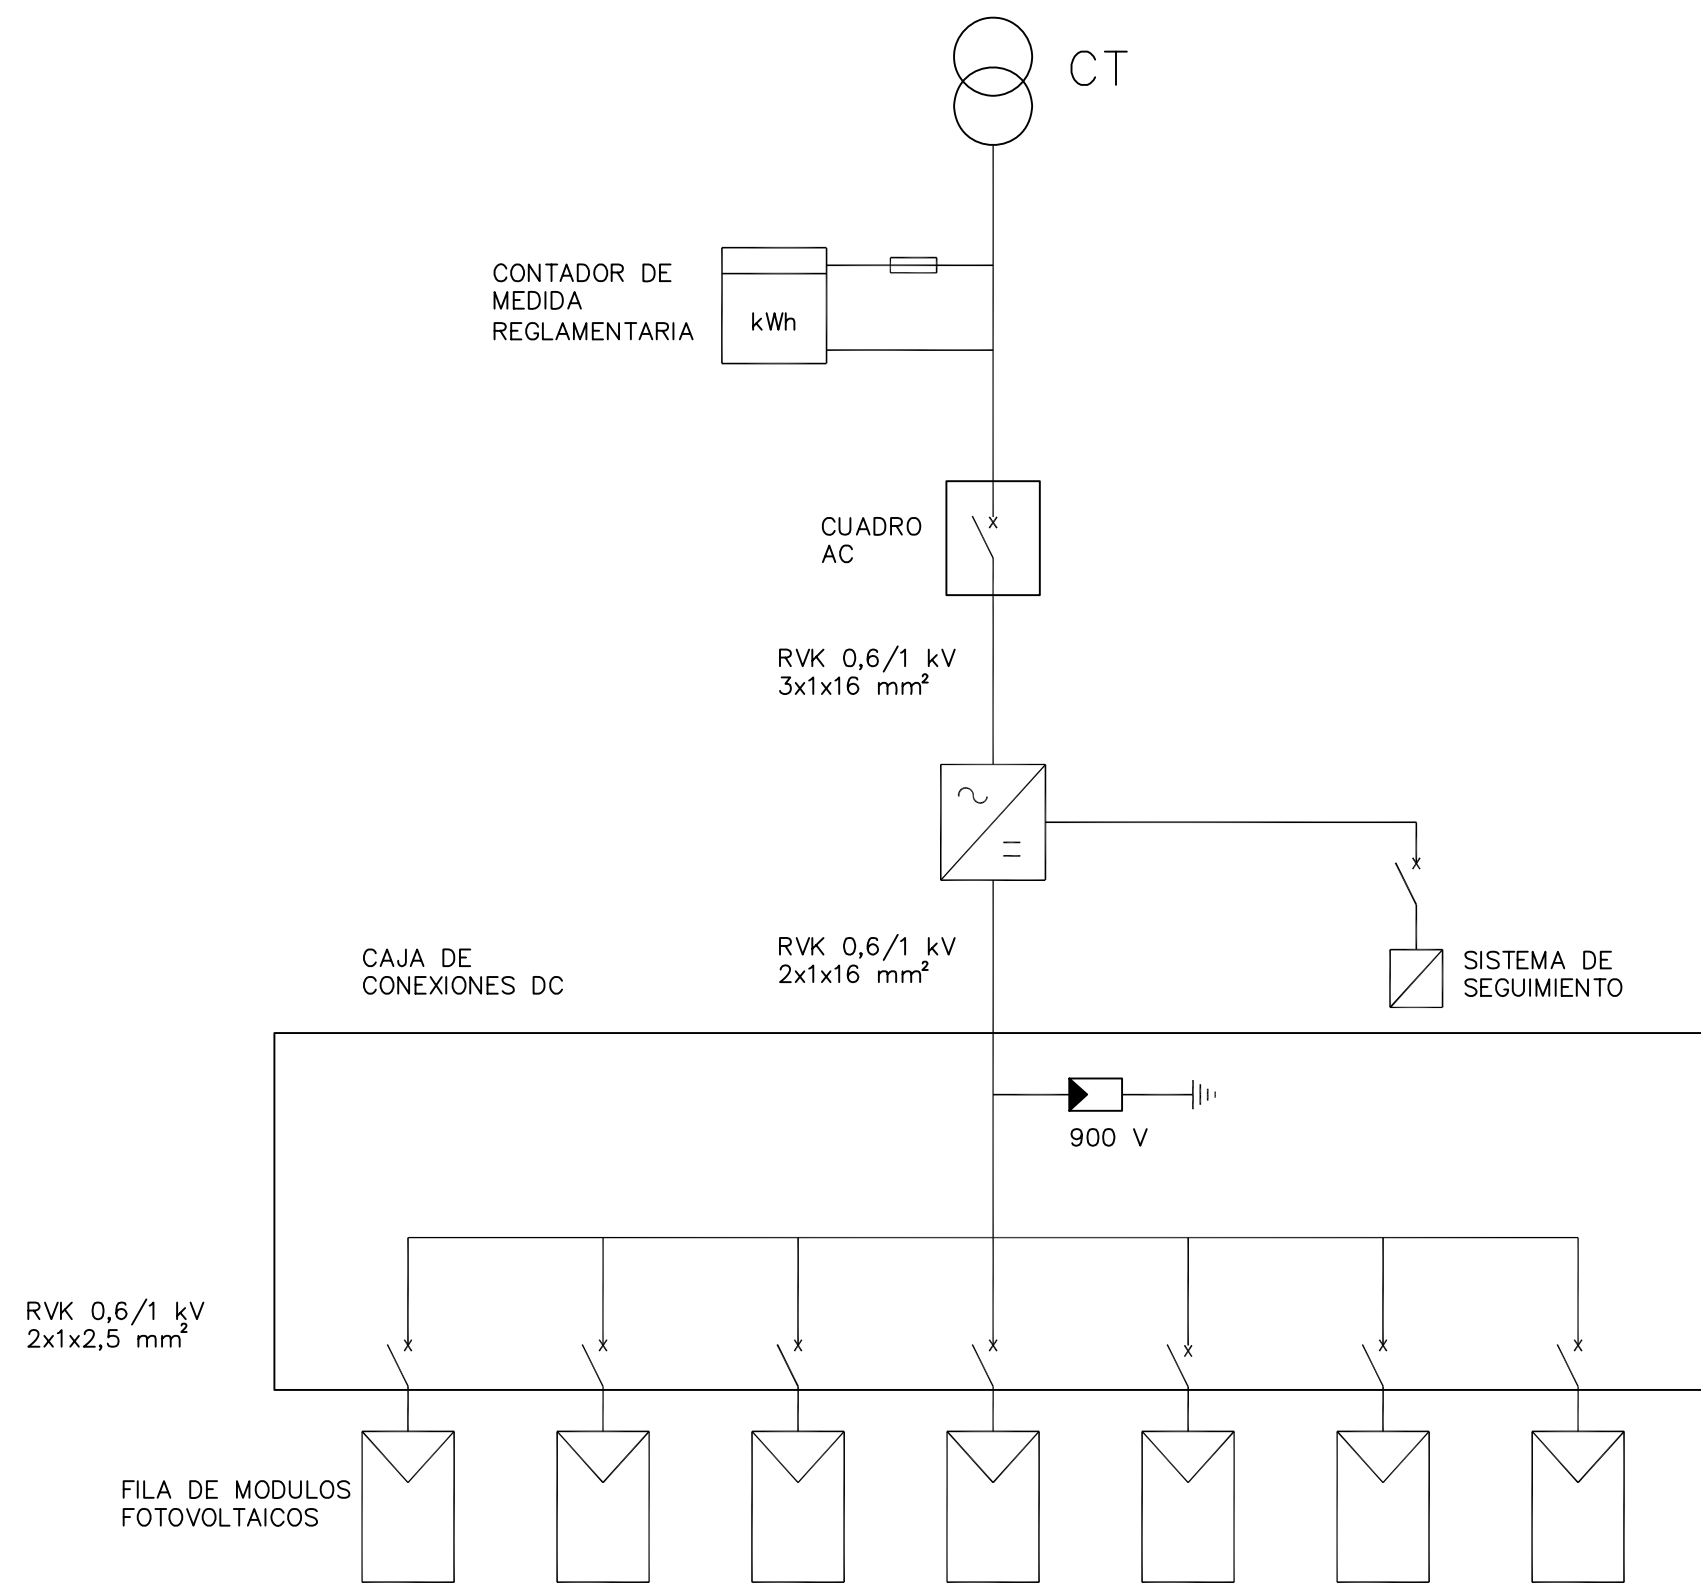 CT
CONTADOR DE
MEDIDA
REGLAMENTARIA
kWh
CUADRO
AC
RVK 0,6/1 kV
3x1x16 mm²
RVK 0,6/1 kV
2x1x16 mm²
CAJA DE
CONEXIONES DC
SISTEMA DE
SEGUIMIENTO
900 V
RVK 0,6/1 kV
2x1x2,5 mm²
FILA DE MODULOS
FOTOVOLTAICOS